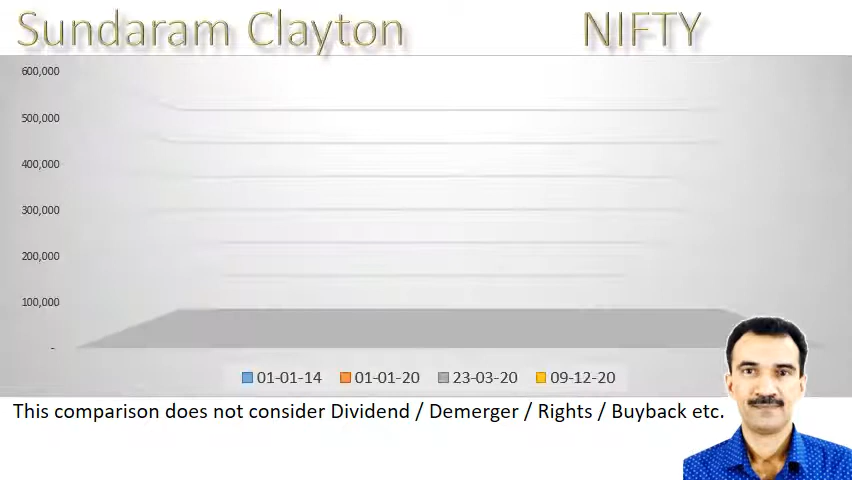 Sundaram Clayton NIFTY
600,000
500,000
400,000
300,000
200,000
100,000
-
01-01-14 01-01-20 23-03-20 09-12-20
This comparison does not consider Dividend / Demerger / Rights / Buyback etc.